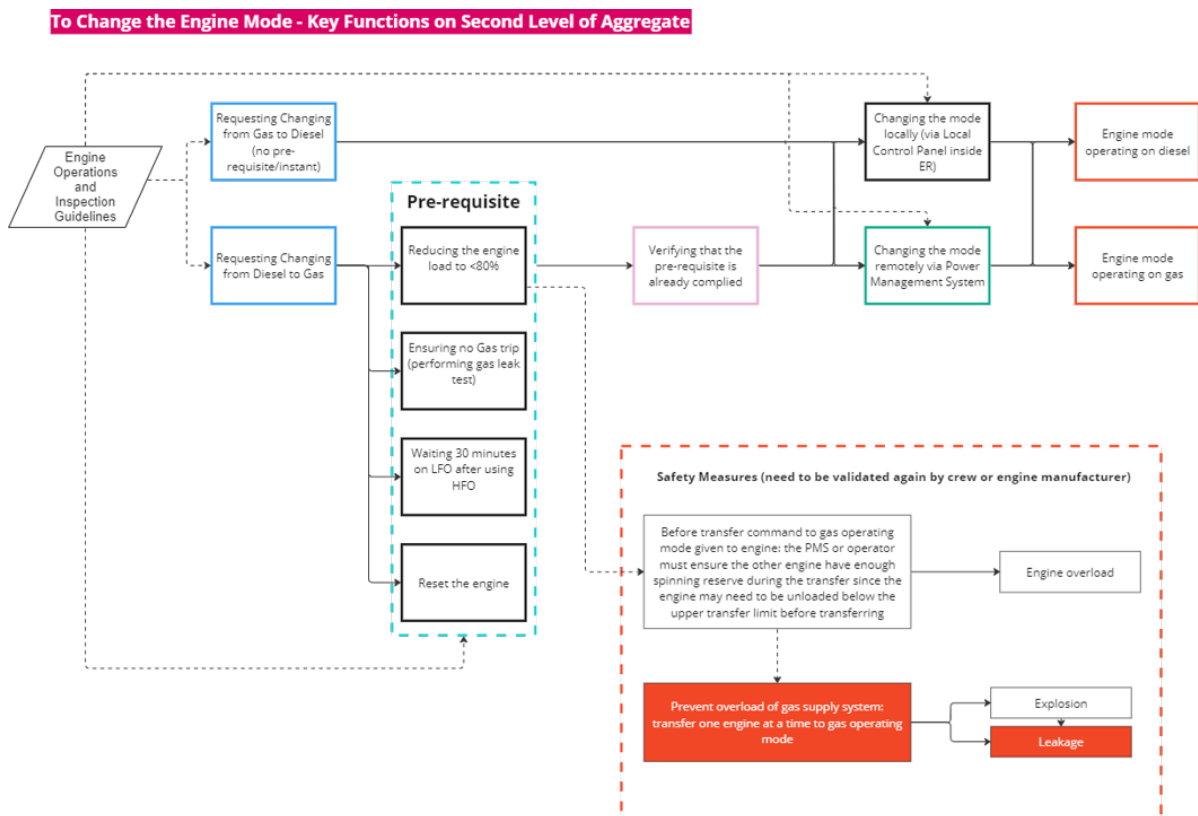 To Change the Engine Mode - Key Functions on Second Level of Aggregate
Engine
Operations
and
Inspection
Guidelines
Requesting Changing
from Gas to Diesel
(no pre-
requisite/instant)
Requesting Changing
from Diesel to Gas
Pre-requisite
Reducing the engine
load to <80%
Ensuring no Gas trip
(performing gas leak
test)
Waiting 30 minutes
on LFO after using
HFO
Reset the engine
Verifying that the
pre-requisite is
already complied
Changing the mode
locally (via Local
Control Panel inside
ER)
Changing the mode
remotely via Power
Management System
Engine mode
operating on diesel
Engine mode
operating on gas
Safety Measures (need to be validated again by crew or engine manufacturer)
Before transfer command to gas operating
mode given to engine: the PMS or operator
must ensure the other engine have enough
spinning reserve during the transfer since the
engine may need to be unloaded below the
upper transfer limit before transferring
Engine overload
Prevent overload of gas supply system:
transfer one engine at a time to gas operating
mode
Explosion
Leakage